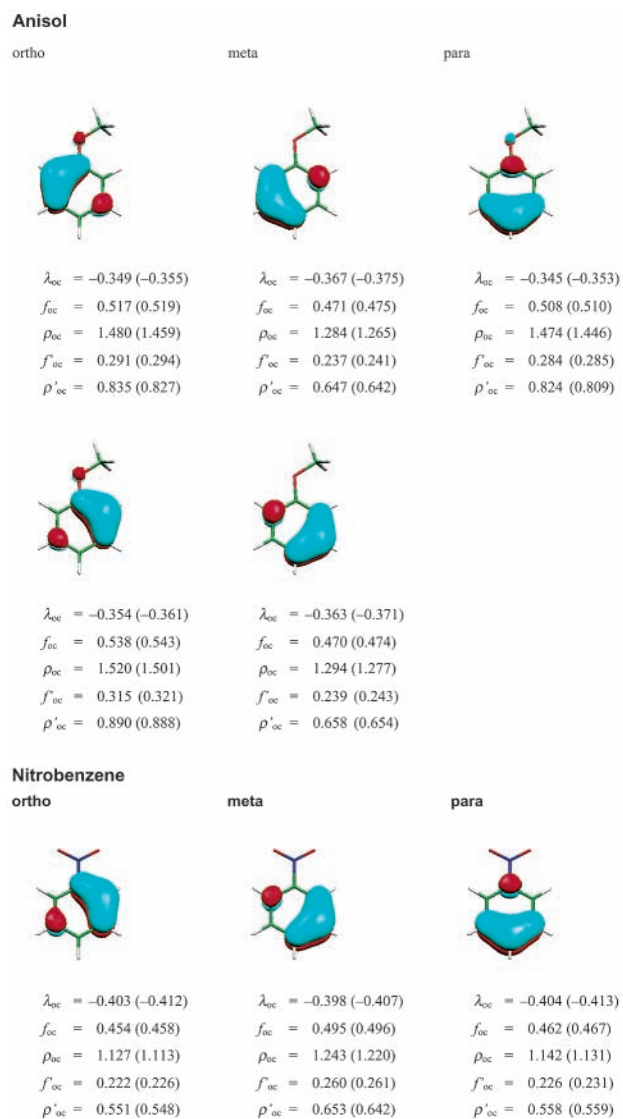 Anisol
ortho meta para
λoc = –0.349 (–0.355) λoc = –0.367 (–0.375) λoc = –0.345 (–0.353)
foc = 0.517 (0.519) foc = 0.471 (0.475) foc = 0.508 (0.510)
ρoc = 1.480 (1.459) ρoc = 1.284 (1.265) ρoc = 1.474 (1.446)
f'oc = 0.291 (0.294) f'oc = 0.237 (0.241) f'oc = 0.284 (0.285)
ρ'oc = 0.835 (0.827) ρ'oc = 0.647 (0.642) ρ'oc = 0.824 (0.809)
λoc = –0.354 (–0.361) λoc = –0.363 (–0.371)
foc = 0.538 (0.543) foc = 0.470 (0.474)
ρoc = 1.520 (1.501) ρoc = 1.294 (1.277)
f'oc = 0.315 (0.321) f'oc = 0.239 (0.243)
ρ'oc = 0.890 (0.888) ρ'oc = 0.658 (0.654)
Nitrobenzene
ortho meta para
λoc = –0.403 (–0.412) λoc = –0.398 (–0.407) λoc = –0.404 (–0.413)
foc = 0.454 (0.458) foc = 0.495 (0.496) foc = 0.462 (0.467)
ρoc = 1.127 (1.113) ρoc = 1.243 (1.220) ρoc = 1.142 (1.131)
f'oc = 0.222 (0.226) f'oc = 0.260 (0.261) f'oc = 0.226 (0.231)
ρ'oc = 0.551 (0.548) ρ'oc = 0.653 (0.642) ρ'oc = 0.558 (0.559)